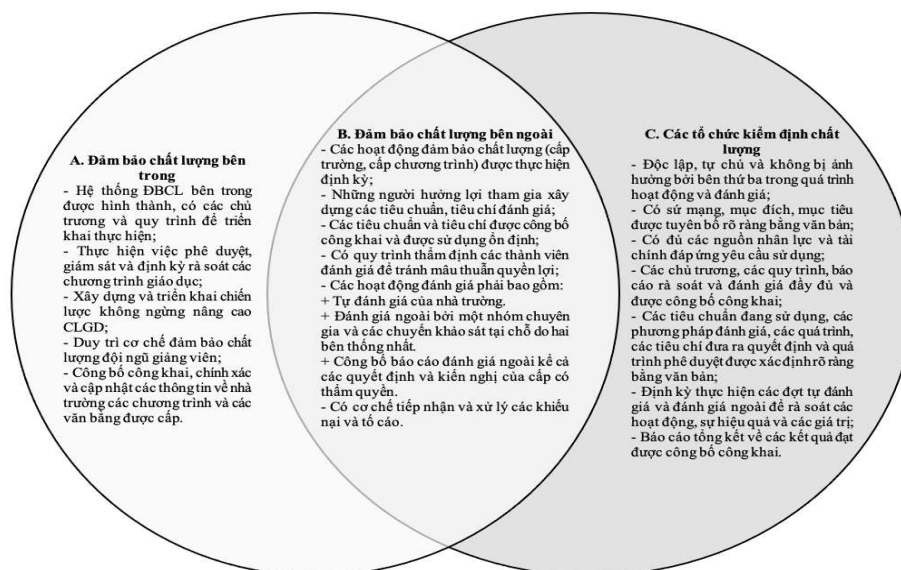 A. Đảm bảo chất lượng bên
trong
- Hệ thống ĐBCL bên trong
được hình thành, có các chủ
trương và quy trình để triển
khai thực hiện;
- Thực hiện việc phê duyệt,
giám sát và định kỳ rà soát các
chương trình giáo dục;
- Xây dựng và triển khai chiến
lược không ngừng nâng cao
CLGD;
- Duy trì cơ chế đảm bảo chất
lượng đội ngũ giảng viên;
- Công bố công khai, chính xác
và cập nhật các thông tin về nhà
trường các chương trình và các
văn bằng được cấp.
B. Đảm bảo chất lượng bên ngoài
- Các hoạt động đảm bảo chất lượng (cấp
trường, cấp chương trình) được thực hiện
định kỳ;
- Những người hưởng lợi tham gia xây
dựng các tiêu chuẩn, tiêu chí đánh giá;
- Các tiêu chuẩn và tiêu chí được công bố
công khai và được sử dụng ổn định;
- Có quy trình thẩm định các thành viên
đánh giá để tránh mâu thuẫn quyền lợi;
- Các hoạt động đánh giá phải bao gồm:
+ Tự đánh giá của nhà trường.
+ Đánh giá ngoài bởi một nhóm chuyên
gia và các chuyến khảo sát tại chỗ do hai
bên thống nhất.
+ Công bố báo cáo đánh giá ngoài kể cả
các quyết định và kiến nghị của cấp có
thẩm quyền.
- Có cơ chế tiếp nhận và xử lý các khiếu
nại và tố cáo.
C. Các tổ chức kiểm định chất
lượng
- Độc lập, tự chủ và không bị ảnh
hưởng bởi bên thứ ba trong quá trình
hoạt động và đánh giá;
- Có sứ mạng, mục đích, mục tiêu
được tuyên bố rõ ràng bằng văn bản;
- Có đủ các nguồn nhân lực và tài
chính đáp ứng yêu cầu sử dụng;
- Các chủ trương, các quy trình, báo
cáo rà soát và đánh giá đầy đủ và
được công bố công khai;
- Các tiêu chuẩn đang sử dụng, các
phương pháp đánh giá, các quá trình,
các tiêu chí đưa ra quyết định và quá
trình phê duyệt được xác định rõ ràng
bằng văn bản;
- Định kỳ thực hiện các đợt tự đánh
giá và đánh giá ngoài để rà soát các
hoạt động, sự hiệu quả và các giá trị;
- Báo cáo tổng kết về các kết quả đạt
được công bố công khai.